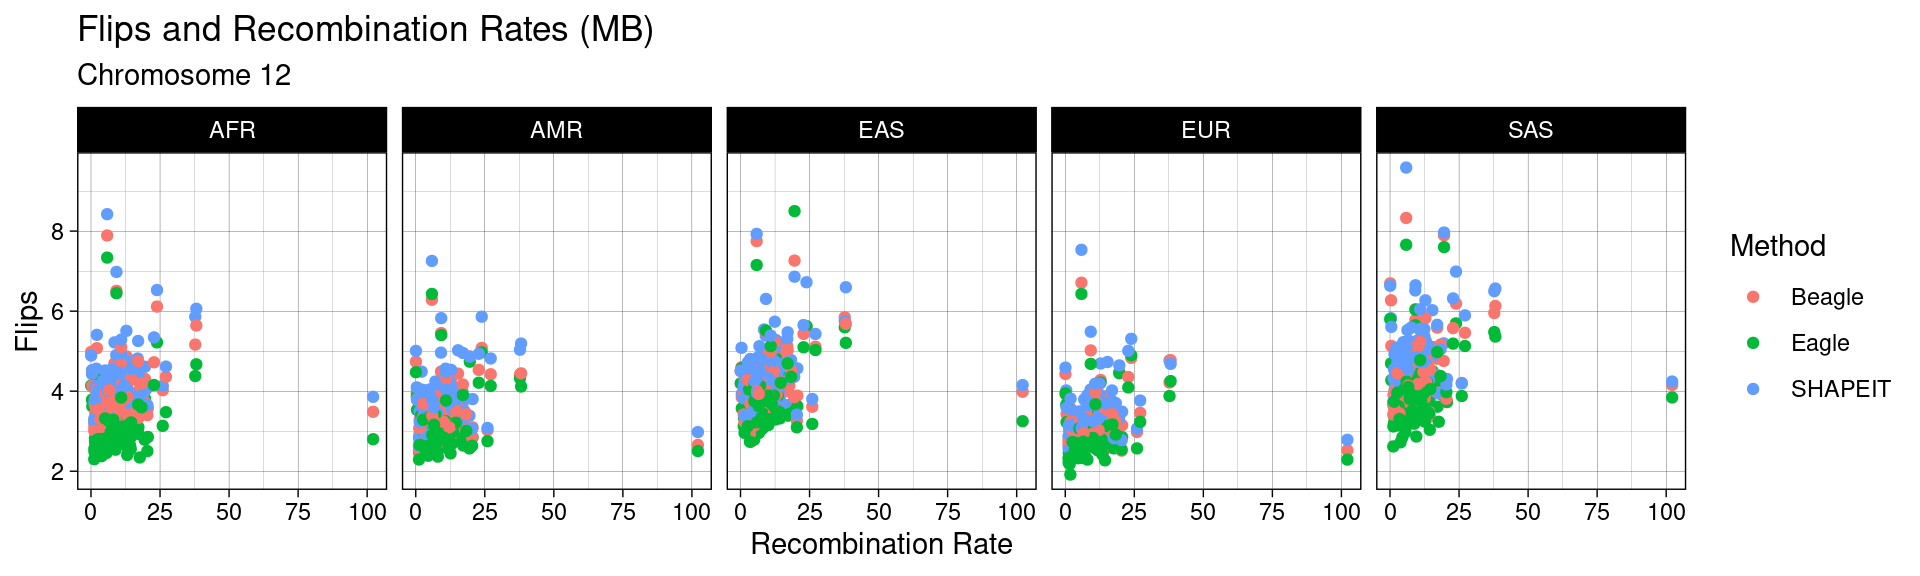 Flips and Recombination Rates (MB)
Chromosome 12
AFR AMR EAS EUR SAS
Flips
8
6
4
2
0 25 50 75 100 0 25 50 75 100 0 25 50 75 100 0 25 50 75 100 0 25 50 75 100
Recombination Rate
Method
Beagle
Eagle
SHAPEIT